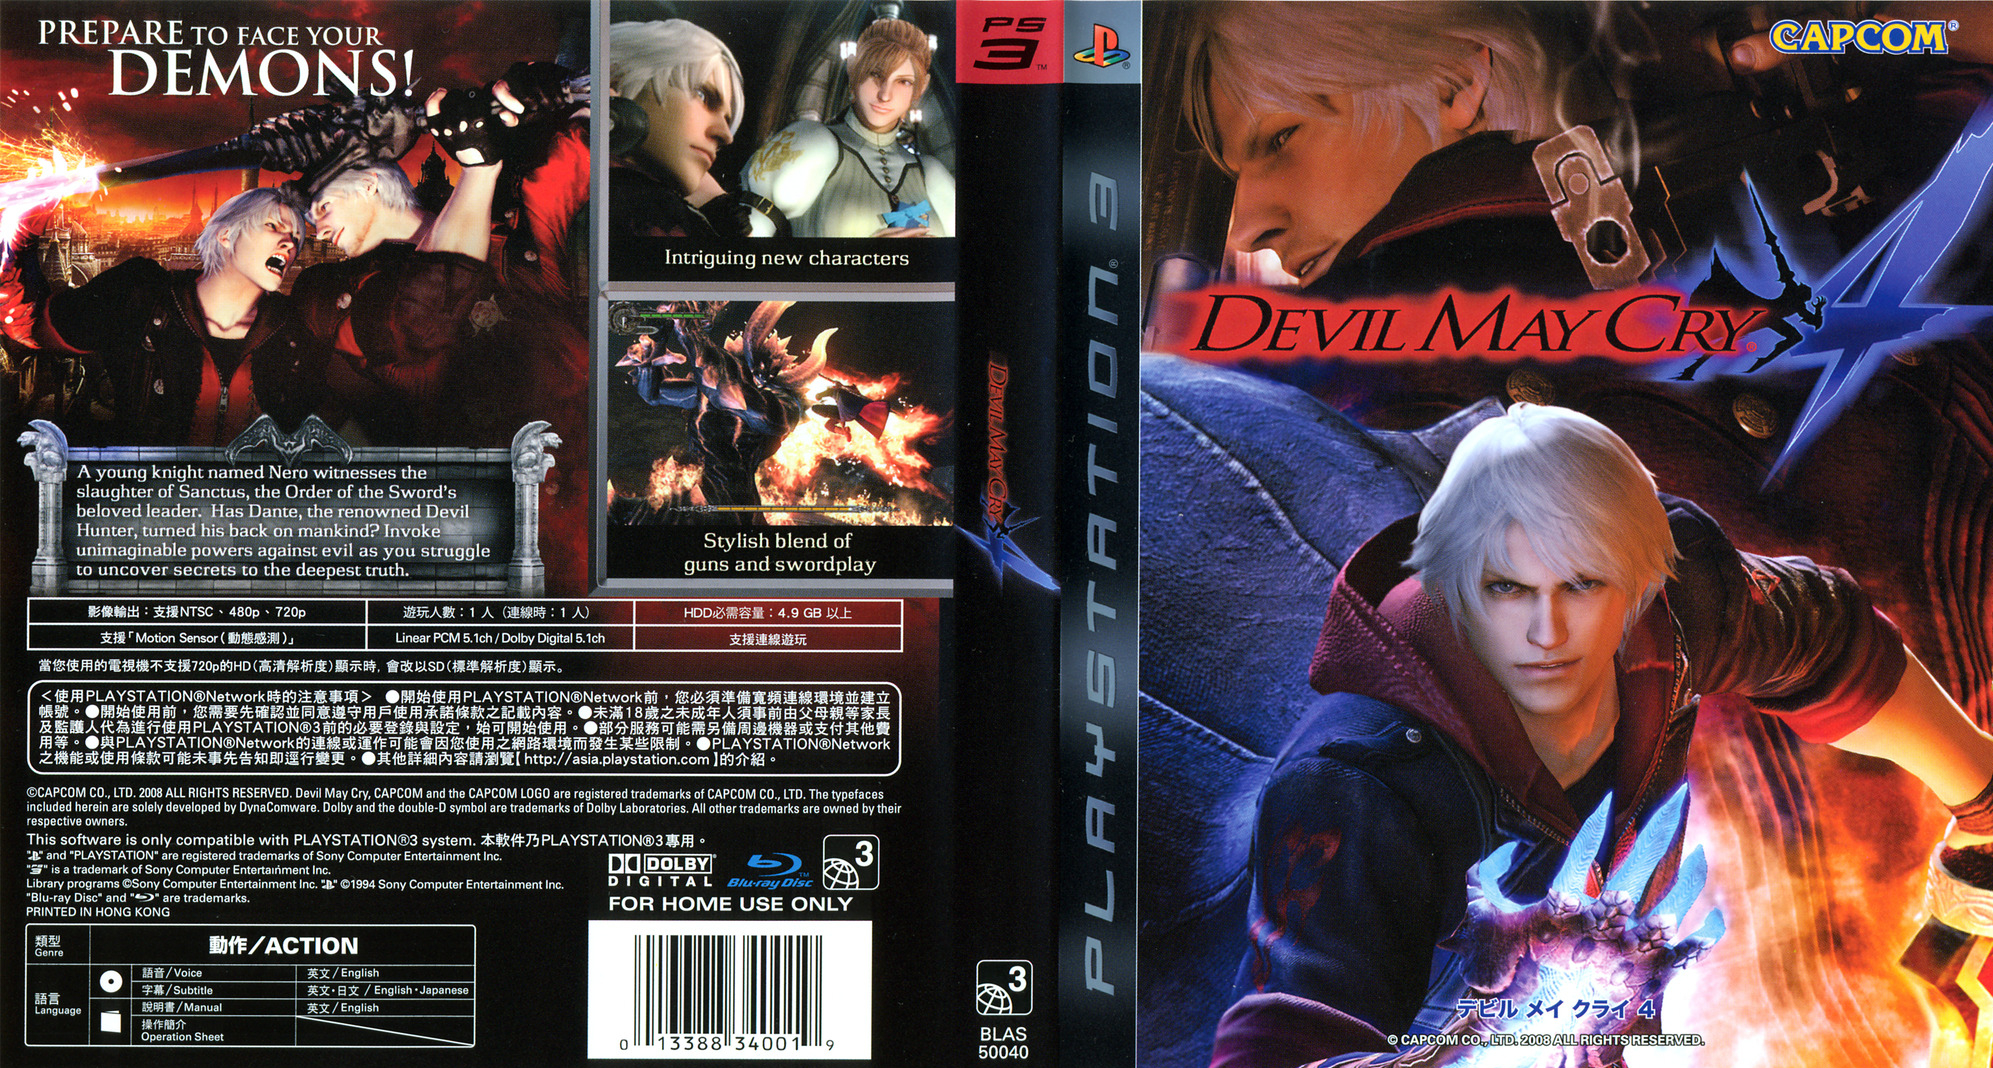 PREPARE TO FACE YOUR
DEMONS!
A young knight named Nero witnesses the
slaughter of Sanctus, the Order of the Sword's
beloved leader. Has Dante, the renowned Devil
Hunter, turned his back on mankind? Invoke
unimaginable powers against evil as you struggle
to uncover secrets to the deepest truth.
Intriguing new characters
Stylish blend of
guns and swordplay
影像輸出：支援NTSC、480p、720p
遊玩人數：1 人（連線時：1 人）
HDD必需容量：4.9 GB 以上
支援「Motion Sensor（動態感測）」
Linear PCM 5.1ch / Dolby Digital 5.1ch
支援連線遊玩
當您使用的電視機不支援720p的HD（高清解析度）顯示時, 會改以SD（標準解析度）顯示。
＜使用PLAYSTATION®Network時的注意事項＞ ●開始使用PLAYSTATION®Network前，您必須準備寬頻連線環境並建立
帳號。●開始使用前，您需要先確認並同意遵守用戶使用承諾條款之記載內容。●未滿18歲之未成年人須事前由父母親等家長
及監護人代為進行使用PLAYSTATION®3前的必要登錄與設定，始可開始使用。●部分服務可能需另備周邊機器或支付其他費
用等。●與PLAYSTATION®Network的連線或運作可能會因您使用之網路環境而發生某些限制。●PLAYSTATION®Network
之機能或使用條款可能未事先告知即逕行變更。●其他詳細內容請瀏覽【http://asia.playstation.com】的介紹。
©CAPCOM CO., LTD. 2008 ALL RIGHTS RESERVED. Devil May Cry, CAPCOM and the CAPCOM LOGO are registered trademarks of CAPCOM CO., LTD. The typefaces
included herein are solely developed by DynaComware. Dolby and the double-D symbol are trademarks of Dolby Laboratories. All other trademarks are owned by their
respective owners.
This software is only compatible with PLAYSTATION®3 system. 本軟件乃PLAYSTATION®3專用。
" " and "PLAYSTATION" are registered trademarks of Sony Computer Entertainment Inc.
" " is a trademark of Sony Computer Entertainment Inc.
Library programs ©Sony Computer Entertainment Inc. " " ©1994 Sony Computer Entertainment Inc.
"Blu-ray Disc" and " " are trademarks.
PRINTED IN HONG KONG
DOLBY®
DIGITAL
Blu-ray Disc™
3
FOR HOME USE ONLY
類型
Genre
動作/ACTION
語言
Language
語音/Voice
英文/English
字幕/Subtitle
英文・日文 / English・Japanese
說明書/Manual
英文/English
操作簡介
Operation Sheet
0 13388 34001 9
PS
3™
DEVIL MAY CRY 4
3
BLAS
50040
PLAYSTATION®3
CAPCOM®
DEVIL MAY CRY® 4
デビル メイ クライ 4
© CAPCOM CO., LTD. 2008 ALL RIGHTS RESERVED.